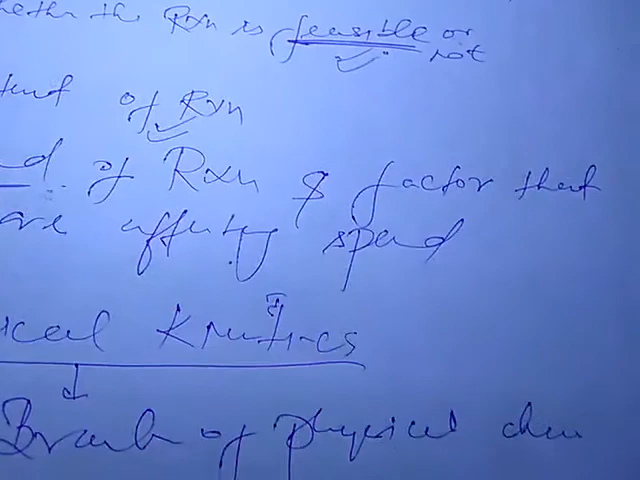 whether the Rxn is feasible or
not
of Rxn
of Rxn & factor that
are affecting speed
ical Kinetics
Branch of physical chem